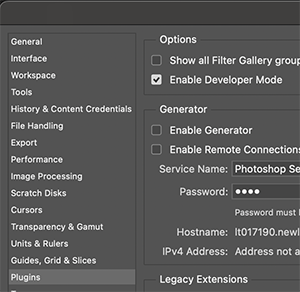 General
Interface
Workspace
Tools
History & Content Credentials
File Handling
Export
Performance
Image Processing
Scratch Disks
Cursors
Transparency & Gamut
Units & Rulers
Guides, Grid & Slices
Plugins
Options
Show all Filter Gallery group
Enable Developer Mode
Generator
Enable Generator
Enable Remote Connections
Service Name: Photoshop Se
Password: ●●●●
Password must
Hostname: lt017190.newl
IPv4 Address: Address not a
Legacy Extensions